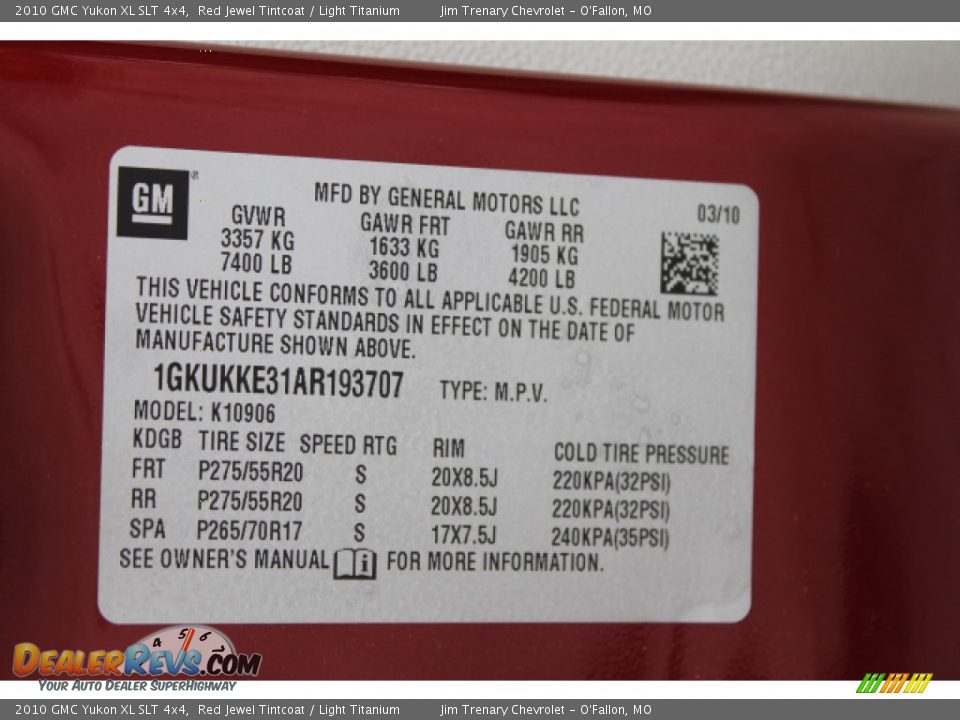 2010 GMC Yukon XL SLT 4x4, Red Jewel Tintcoat / Light Titanium Jim Trenary Chevrolet - O'Fallon, MO
GM®
MFD BY GENERAL MOTORS LLC 03/10
GVWR GAWR FRT GAWR RR
3357 KG 1633 KG 1905 KG
7400 LB 3600 LB 4200 LB
THIS VEHICLE CONFORMS TO ALL APPLICABLE U.S. FEDERAL MOTOR
VEHICLE SAFETY STANDARDS IN EFFECT ON THE DATE OF
MANUFACTURE SHOWN ABOVE.
1GKUKKE31AR193707 TYPE: M.P.V.
MODEL: K10906
KDGB TIRE SIZE SPEED RTG RIM COLD TIRE PRESSURE
FRT P275/55R20 S 20X8.5J 220KPA(32PSI)
RR P275/55R20 S 20X8.5J 220KPA(32PSI)
SPA P265/70R17 S 17X7.5J 240KPA(35PSI)
SEE OWNER'S MANUAL i FOR MORE INFORMATION.
4 5 6
DealerRevs.com
Your Auto Dealer SuperHighway
2010 GMC Yukon XL SLT 4x4, Red Jewel Tintcoat / Light Titanium Jim Trenary Chevrolet - O'Fallon, MO